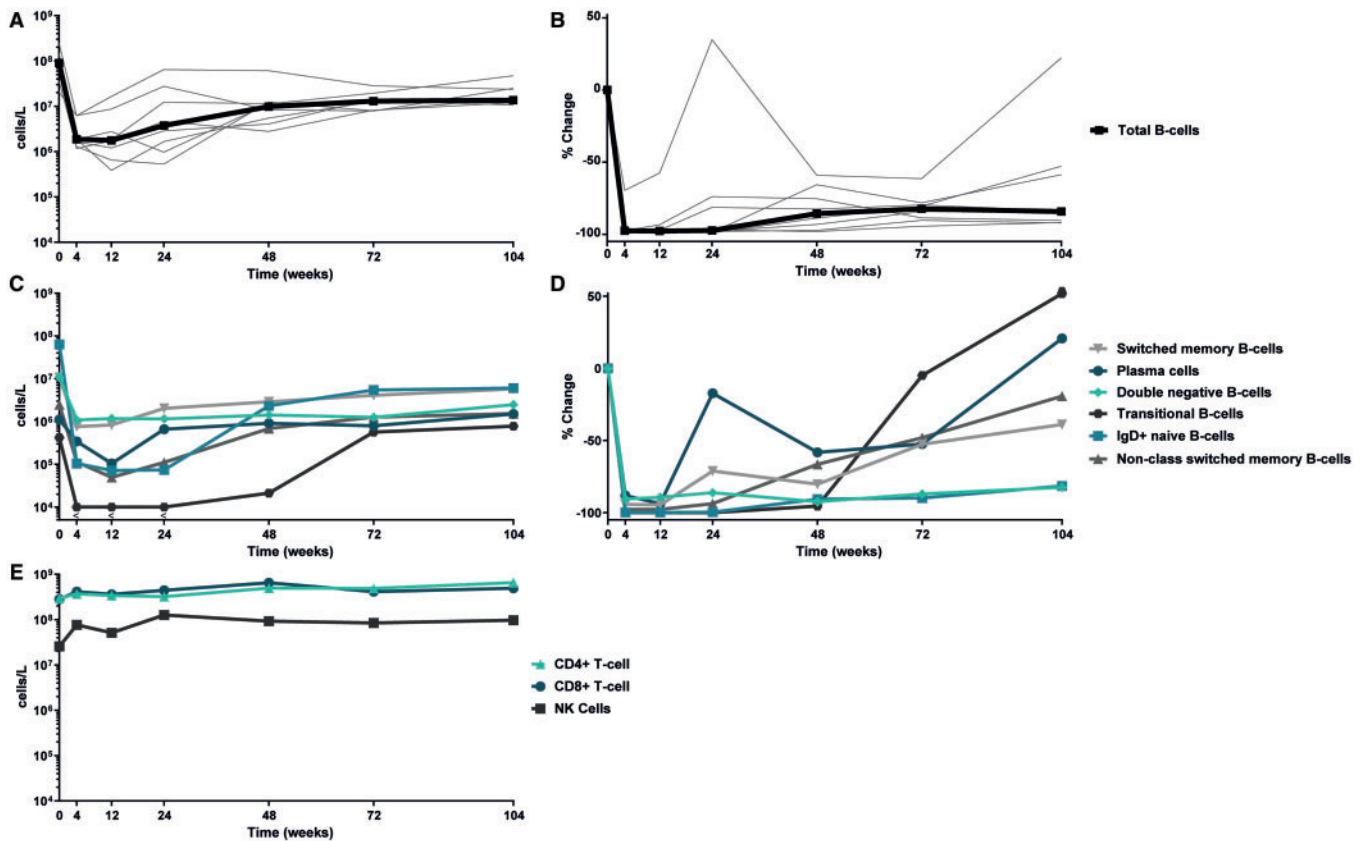 A
10⁹
10⁸
10⁷
10⁶
10⁵
10⁴
cells/L
0 4 12 24 48 72 104
Time (weeks)
B
50
0
-50
-100
% Change
0 4 12 24 48 72 104
Time (weeks)
Total B-cells
C
10⁹
10⁸
10⁷
10⁶
10⁵
10⁴
cells/L
< < <
0 4 12 24 48 72 104
Time (weeks)
D
50
0
-50
-100
% Change
0 4 12 24 48 72 104
Time (weeks)
Switched memory B-cells
Plasma cells
Double negative B-cells
Transitional B-cells
IgD+ naive B-cells
Non-class switched memory B-cells
E
10⁹
10⁸
10⁷
10⁶
10⁵
10⁴
cells/L
0 4 12 24 48 72 104
Time (weeks)
CD4+ T-cell
CD8+ T-cell
NK Cells